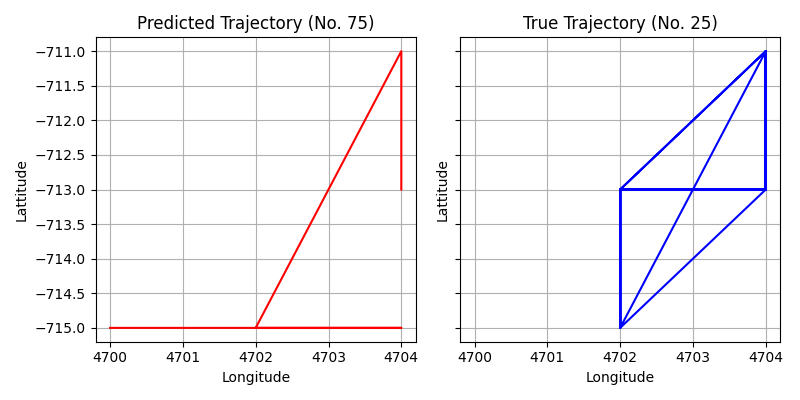 Predicted Trajectory (No. 75)
True Trajectory (No. 25)
−711.0
−711.5
−712.0
−712.5
−713.0
−713.5
−714.0
−714.5
−715.0
Lattitude
Lattitude
4700 4701 4702 4703 4704
4700 4701 4702 4703 4704
Longitude
Longitude